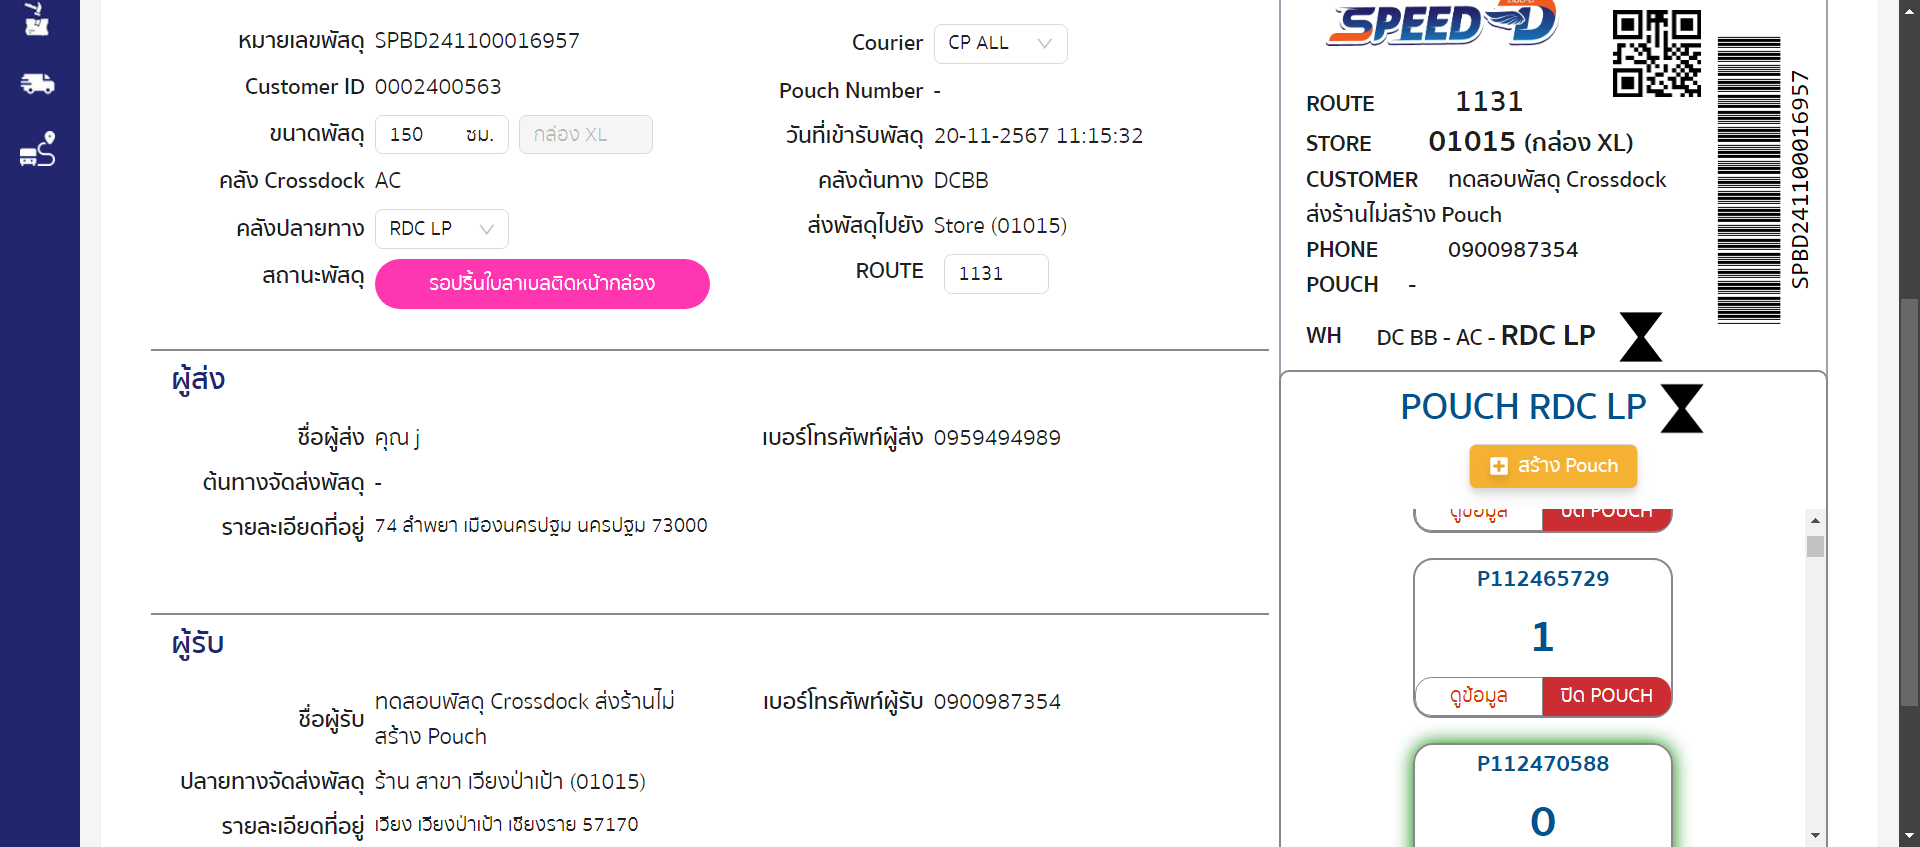 หมายเลขพัสดุ SPBD241100016957
Courier CP ALL
Customer ID 0002400563
Pouch Number -
ขนาดพัสดุ 150 ซม. กล่อง XL
วันที่เข้ารับพัสดุ 20-11-2567 11:15:32
คลัง Crossdock AC
คลังต้นทาง DCBB
คลังปลายทาง RDC LP
ส่งพัสดุไปยัง Store (01015)
สถานะพัสดุ รอปริ้นใบลาเบลติดหน้ากล่อง
ROUTE 1131
ผู้ส่ง
ชื่อผู้ส่ง คุณ j
เบอร์โทรศัพท์ผู้ส่ง 0959494989
ต้นทางจัดส่งพัสดุ -
รายละเอียดที่อยู่ 74 ลำพยา เมืองนครปฐม นครปฐม 73000
ผู้รับ
ชื่อผู้รับ ทดสอบพัสดุ Crossdock ส่งร้านไม่
สร้าง Pouch
เบอร์โทรศัพท์ผู้รับ 0900987354
ปลายทางจัดส่งพัสดุ ร้าน สาขา เวียงป่าเป้า (01015)
รายละเอียดที่อยู่ เวียง เวียงป่าเป้า เชียงราย 57170
SPEED D
ROUTE 1131
STORE 01015 (กล่อง XL)
CUSTOMER ทดสอบพัสดุ Crossdock
ส่งร้านไม่สร้าง Pouch
PHONE 0900987354
POUCH -
WH DC BB - AC - RDC LP
SPBD241100016957
POUCH RDC LP
สร้าง Pouch
ดูข้อมูล ปิด POUCH
P112465729
1
ดูข้อมูล ปิด POUCH
P112470588
0